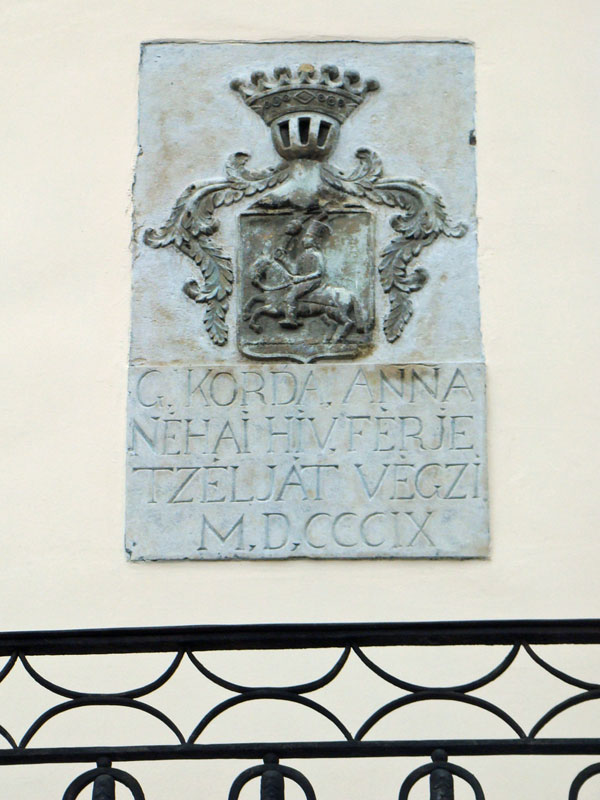 G. KORDA. ANNA
NÉHAI HÍV. FÉRJE
TZÉLJÁT VÉGZI
M,D,CCCIX